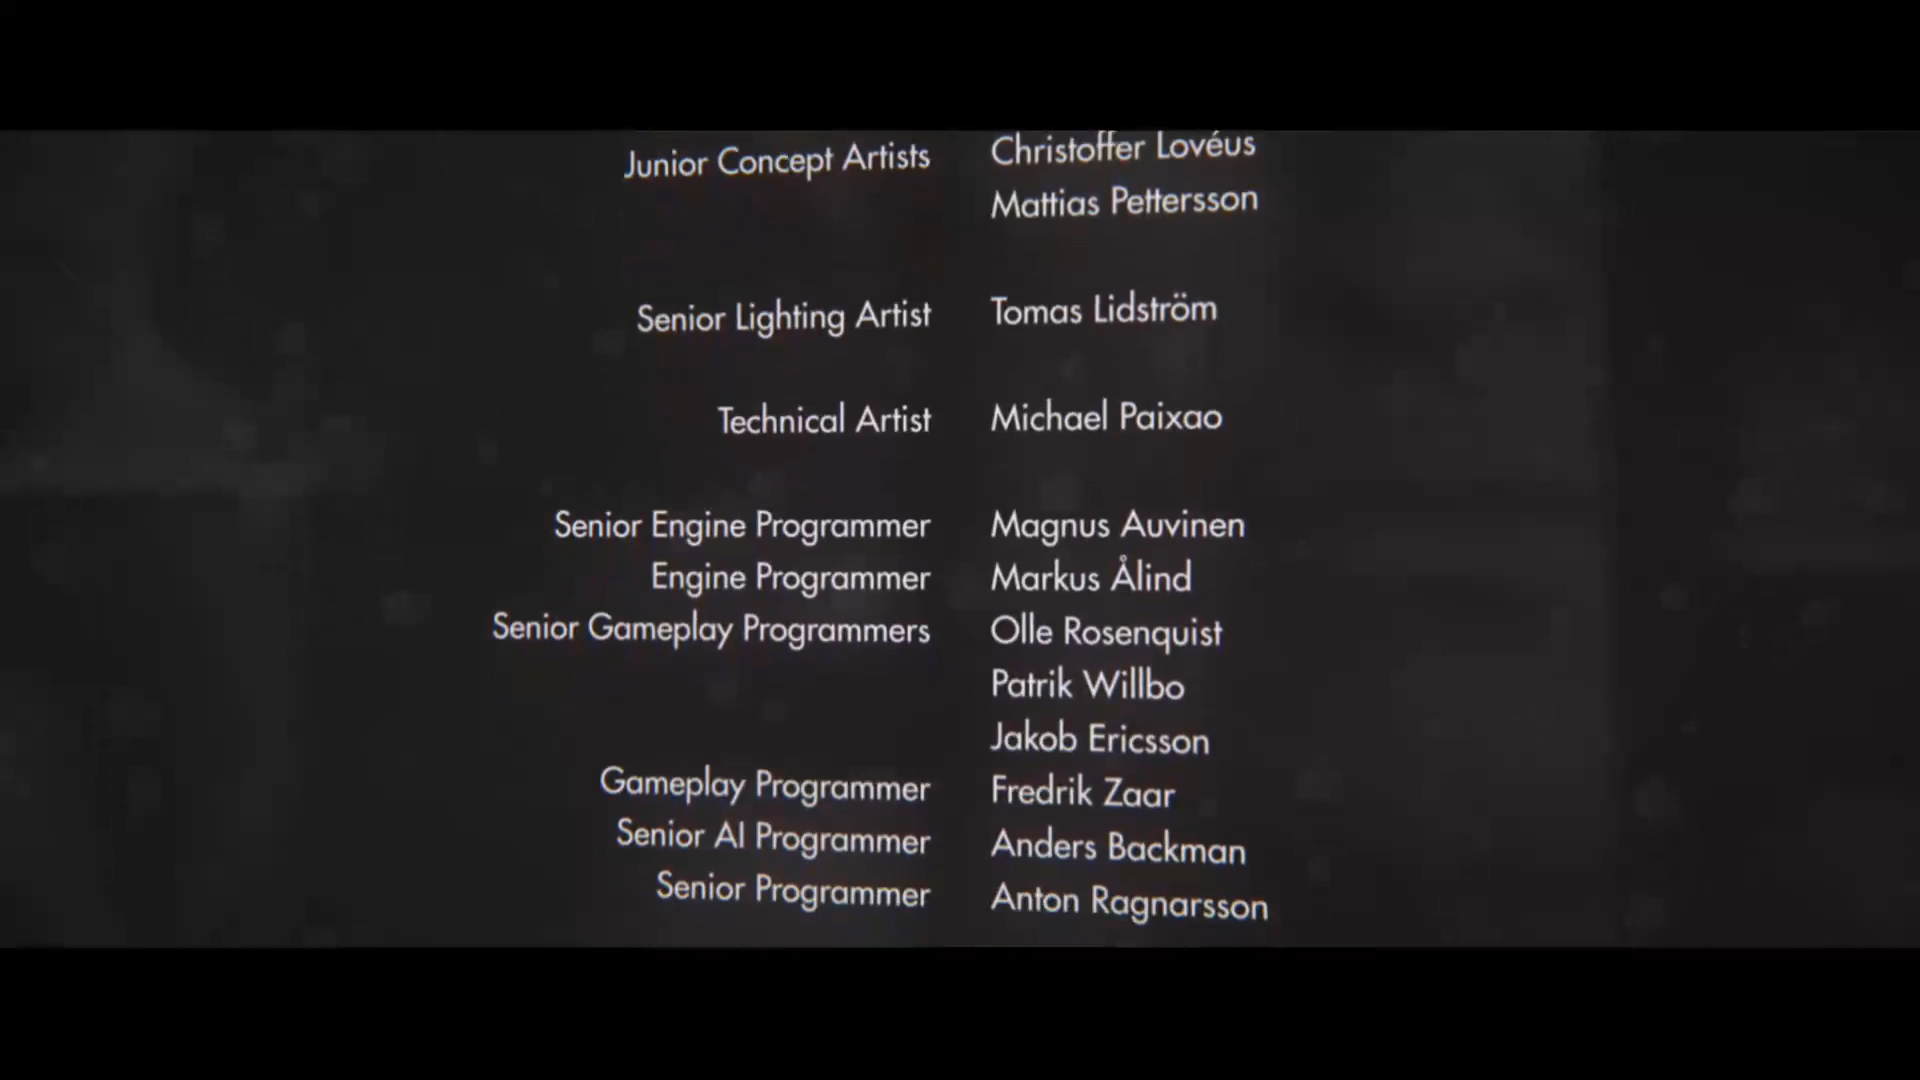 Junior Concept Artists Christoffer Lovéus
Mattias Pettersson
Senior Lighting Artist Tomas Lidström
Technical Artist Michael Paixao
Senior Engine Programmer Magnus Auvinen
Engine Programmer Markus Ålind
Senior Gameplay Programmers Olle Rosenquist
Patrik Willbo
Jakob Ericsson
Gameplay Programmer Fredrik Zaar
Senior AI Programmer Anders Backman
Senior Programmer Anton Ragnarsson